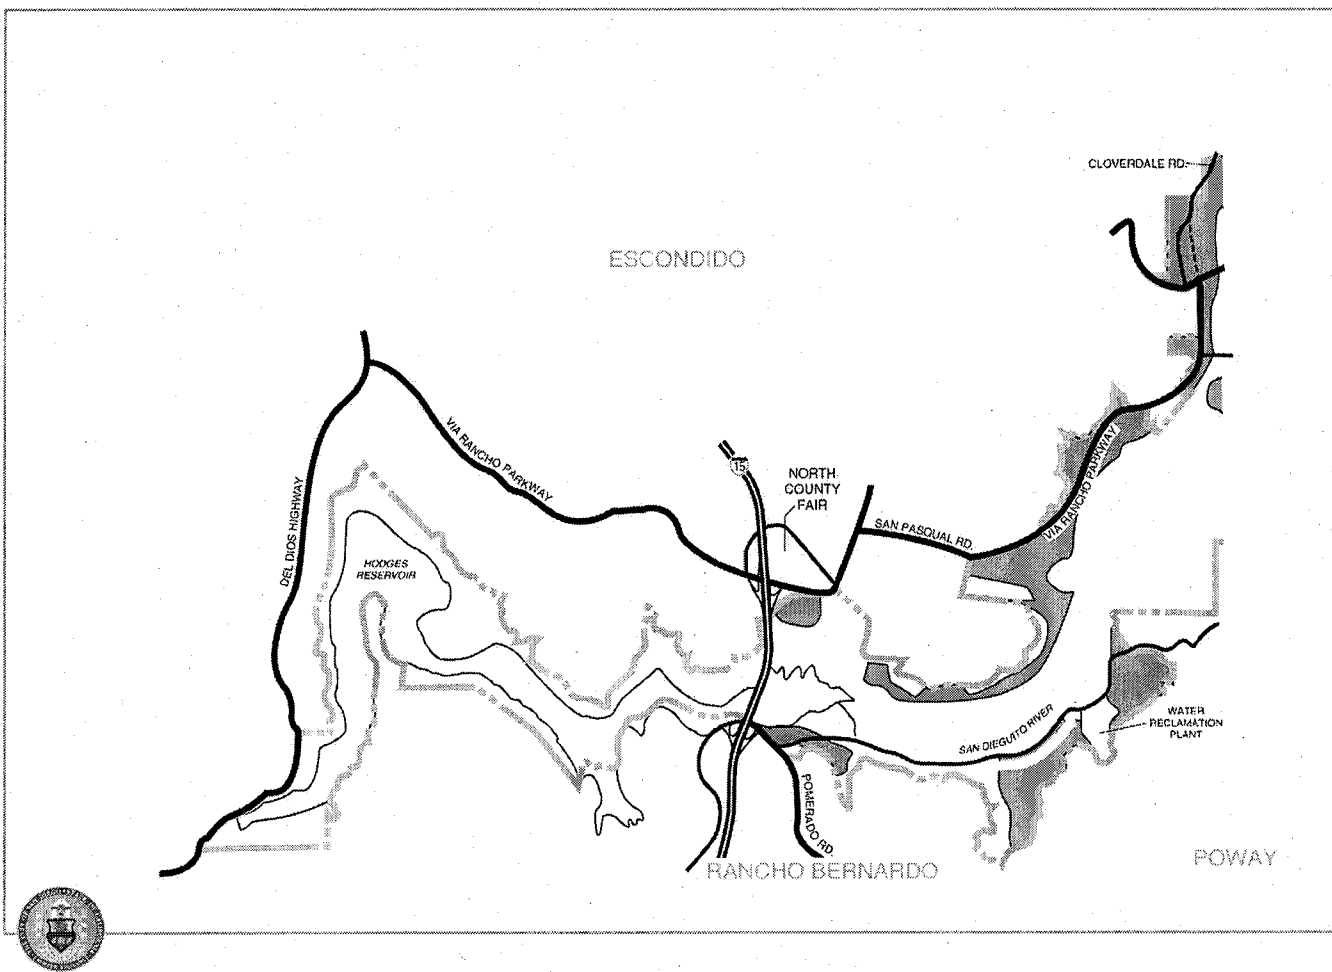 CLOVERDALE RD.
ESCONDIDO
VIA RANCHO PARKWAY
15
NORTH
COUNTY
FAIR
DEL DIOS HIGHWAY
SAN PASQUAL RD.
VIA RANCHO PARKWAY
HODGES
RESERVOIR
SAN DIEGUITO RIVER
WATER
RECLAMATION
PLANT
POMERADO RD.
RANCHO BERNARDO
POWAY